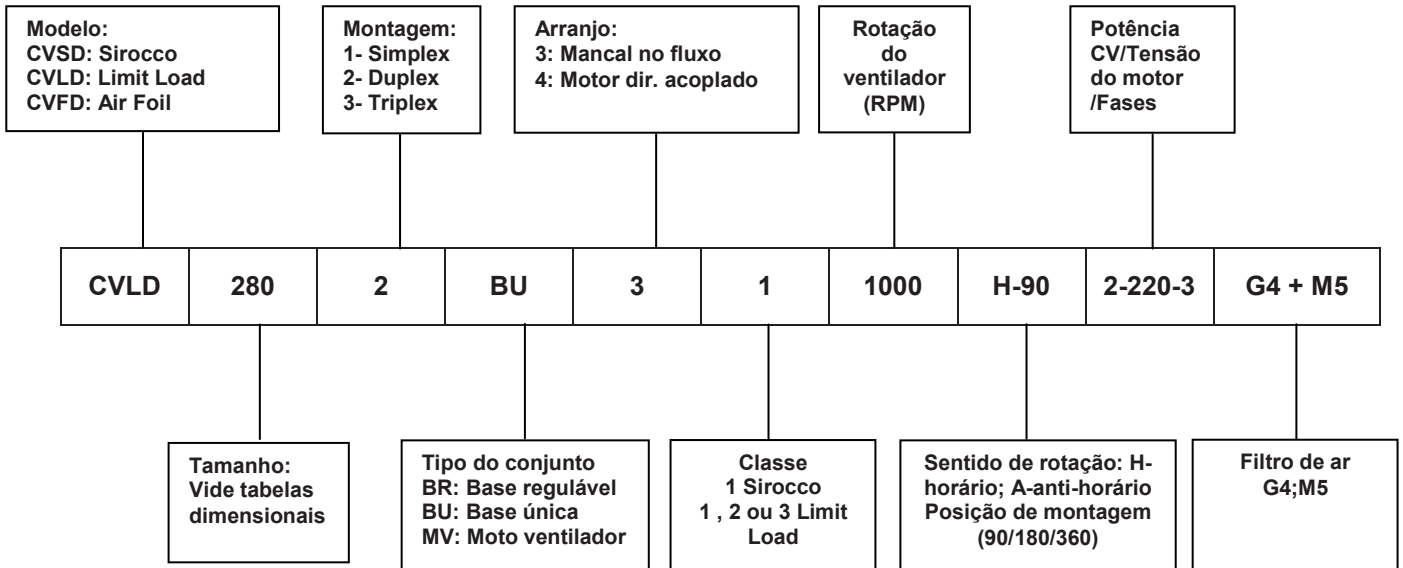 Modelo:
CVSD: Sirocco
CVLD: Limit Load
CVFD: Air Foil
Montagem:
1- Simplex
2- Duplex
3- Triplex
Arranjo:
3: Mancal no fluxo
4: Motor dir. acoplado
Rotação
do
ventilador
(RPM)
Potência
CV/Tensão
do motor
/Fases
CVLD 280 2 BU 3 1 1000 H-90 2-220-3 G4 + M5
Tamanho:
Vide tabelas
dimensionais
Tipo do conjunto
BR: Base regulável
BU: Base única
MV: Moto ventilador
Classe
1 Sirocco
1 , 2 ou 3 Limit
Load
Sentido de rotação: H-
horário; A-anti-horário
Posição de montagem
(90/180/360)
Filtro de ar
G4;M5